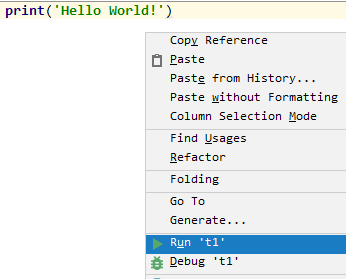 print('Hello World!')
Copy Reference
Paste
Paste from History...
Paste without Formatting
Column Selection Mode
Find Usages
Refactor
Folding
Go To
Generate...
Run 't1'
Debug 't1'